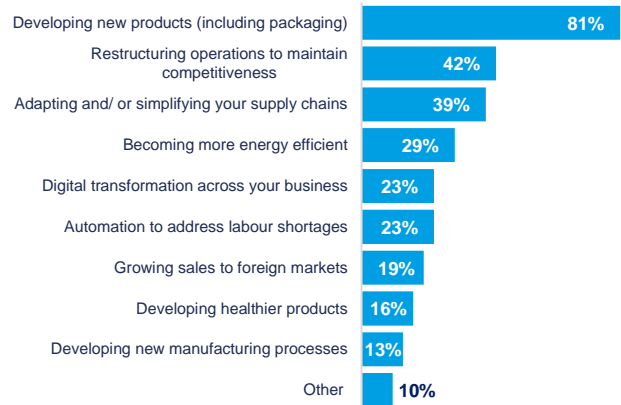 Developing new products (including packaging) 81%
Restructuring operations to maintain
competitiveness 42%
Adapting and/ or simplifying your supply chains 39%
Becoming more energy efficient 29%
Digital transformation across your business 23%
Automation to address labour shortages 23%
Growing sales to foreign markets 19%
Developing healthier products 16%
Developing new manufacturing processes 13%
Other 10%